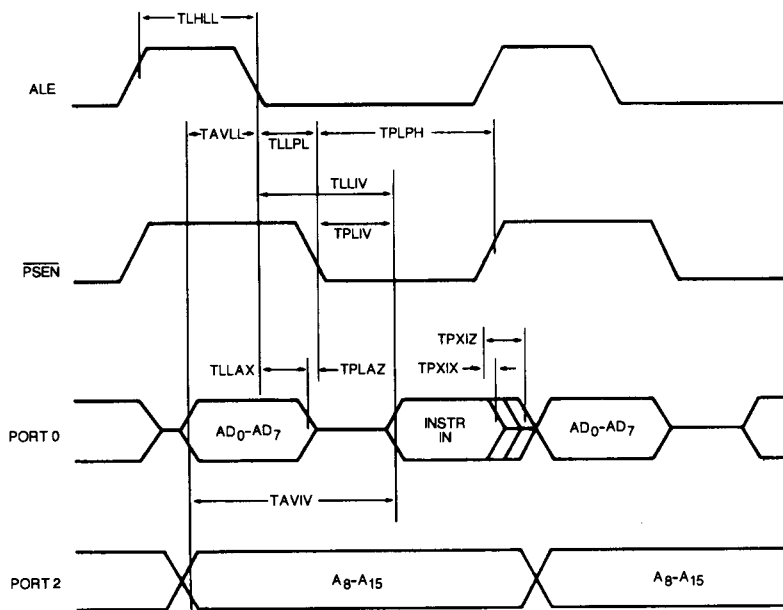 TLHLL
ALE
TAVLL
TLLPL
TPLPH
TLLIV
TPLIV
PSEN
TPXIZ
TLLAX
TPLAZ
TPXIX
PORT 0
AD0-AD7
INSTR
IN
AD0-AD7
TAVIV
PORT 2
A8-A15
A8-A15